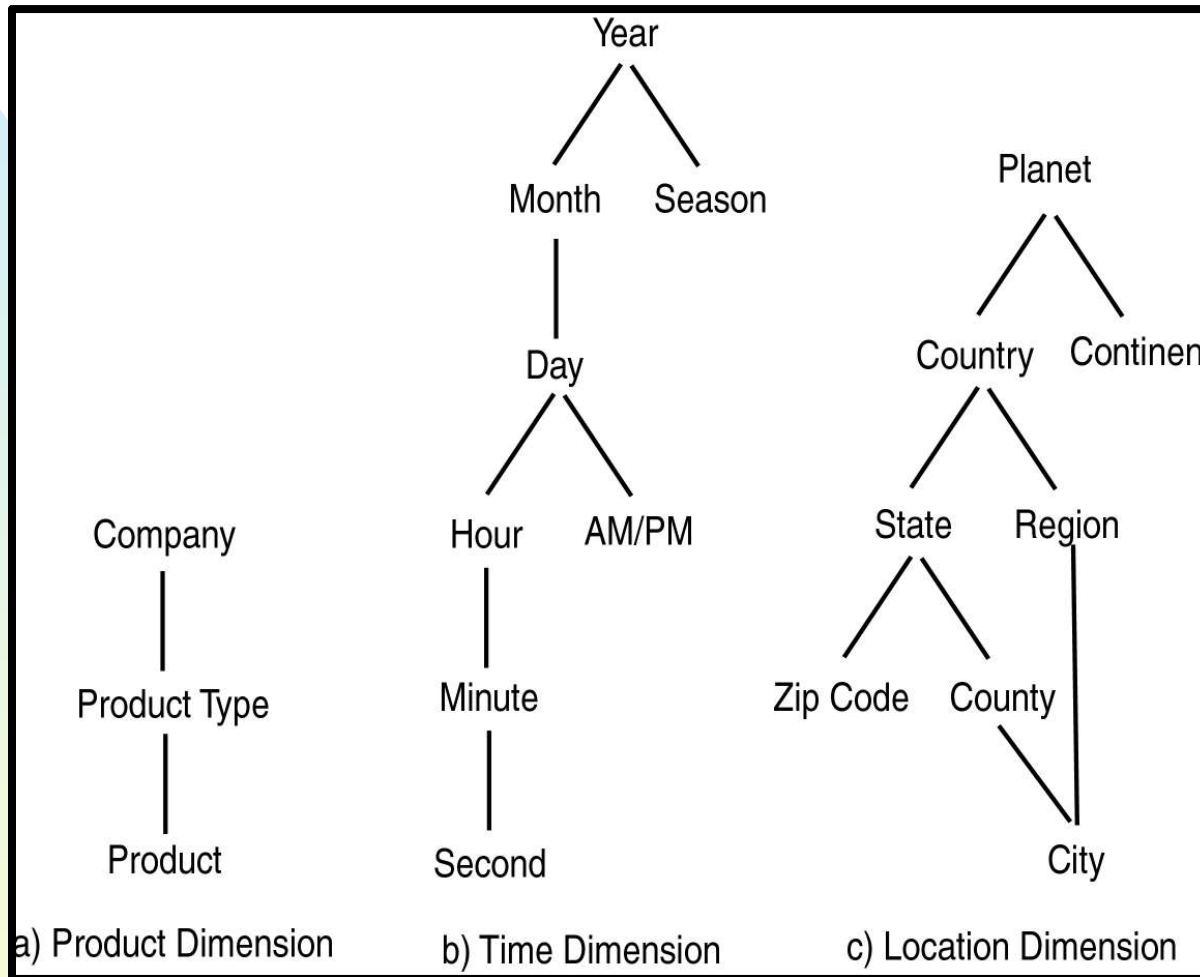 Year
Month Season
Planet
Day
Country Continen
Company
Hour AM/PM
State Region
Product Type
Minute
Zip Code County
Product
Second
City
a) Product Dimension
b) Time Dimension
c) Location Dimension